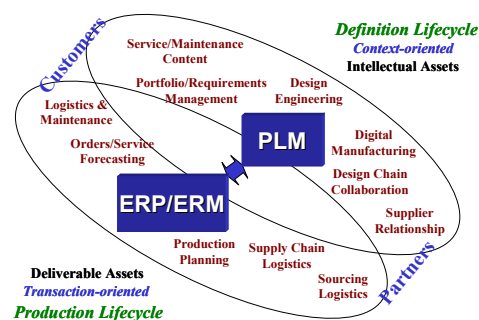 Definition Lifecycle
Context-oriented
Intellectual Assets
Customers
Service/Maintenance
Content
Portfolio/Requirements
Management
Design
Engineering
Logistics &
Maintenance
Orders/Service
Forecasting
PLM
Digital
Manufacturing
Design Chain
Collaboration
Supplier
Relationship
ERP/ERM
Production
Planning
Supply Chain
Logistics
Sourcing
Logistics
Partners
Deliverable Assets
Transaction-oriented
Production Lifecycle